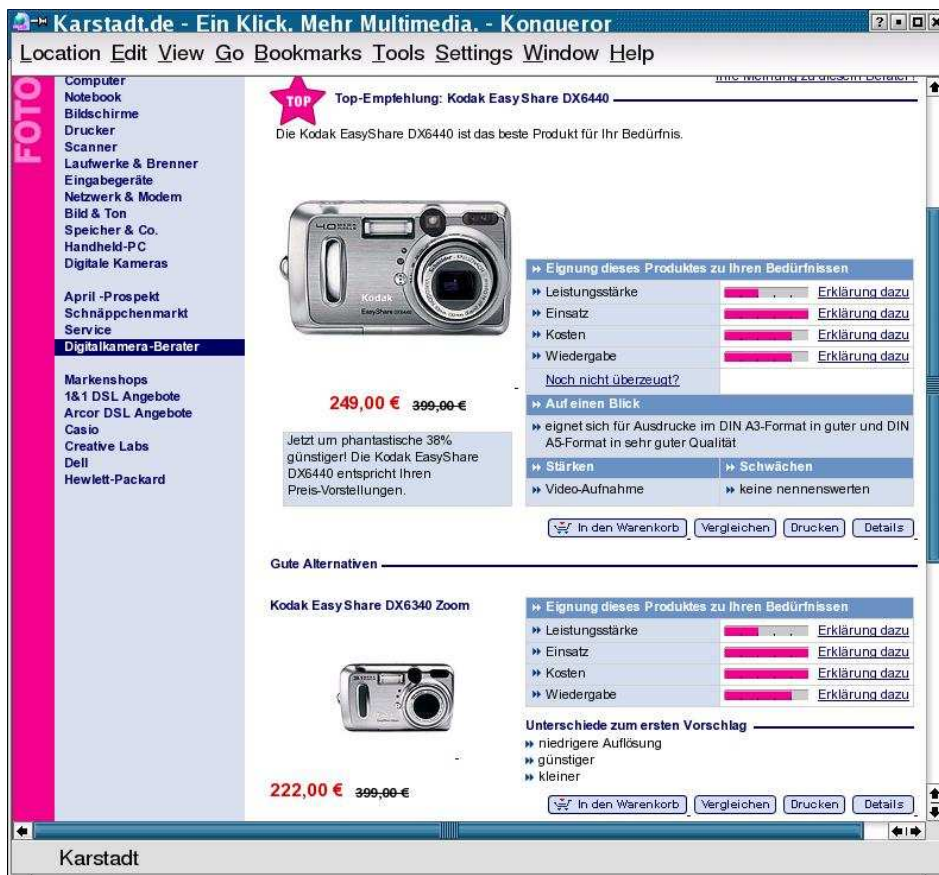 Karstadt.de - Ein Klick. Mehr Multimedia. - Konqueror
Location Edit View Go Bookmarks Tools Settings Window Help
FOTO
Computer
Notebook
Bildschirme
Drucker
Scanner
Laufwerke & Brenner
Eingabegeräte
Netzwerk & Modem
Bild & Ton
Speicher & Co.
Handheld-PC
Digitale Kameras
April -Prospekt
Schnäppchenmarkt
Service
Digitalkamera-Berater
Markenshops
1&1 DSL Angebote
Arcor DSL Angebote
Casio
Creative Labs
Dell
Hewlett-Packard
Ihre Meinung zu diesem Berater?
TOP
Top-Empfehlung: Kodak EasyShare DX6440
Die Kodak EasyShare DX6440 ist das beste Produkt für Ihr Bedürfnis.
4.0
Kodak
EasyShare DX6440
249,00 € 399,00 €
Jetzt um phantastische 38%
günstiger! Die Kodak EasyShare
DX6440 entspricht Ihren
Preis-Vorstellungen.
Eignung dieses Produktes zu Ihren Bedürfnissen
Leistungsstärke Erklärung dazu
Einsatz Erklärung dazu
Kosten Erklärung dazu
Wiedergabe Erklärung dazu
Noch nicht überzeugt?
Auf einen Blick
eignet sich für Ausdrucke im DIN A3-Format in guter und DIN
A5-Format in sehr guter Qualität
Stärken Schwächen
Video-Aufnahme keine nennenswerten
In den Warenkorb Vergleichen Drucken Details
Gute Alternativen
Kodak EasyShare DX6340 Zoom
222,00 € 399,00 €
Eignung dieses Produktes zu Ihren Bedürfnissen
Leistungsstärke Erklärung dazu
Einsatz Erklärung dazu
Kosten Erklärung dazu
Wiedergabe Erklärung dazu
Unterschiede zum ersten Vorschlag
niedrigere Auflösung
günstiger
kleiner
In den Warenkorb Vergleichen Drucken Details
Karstadt